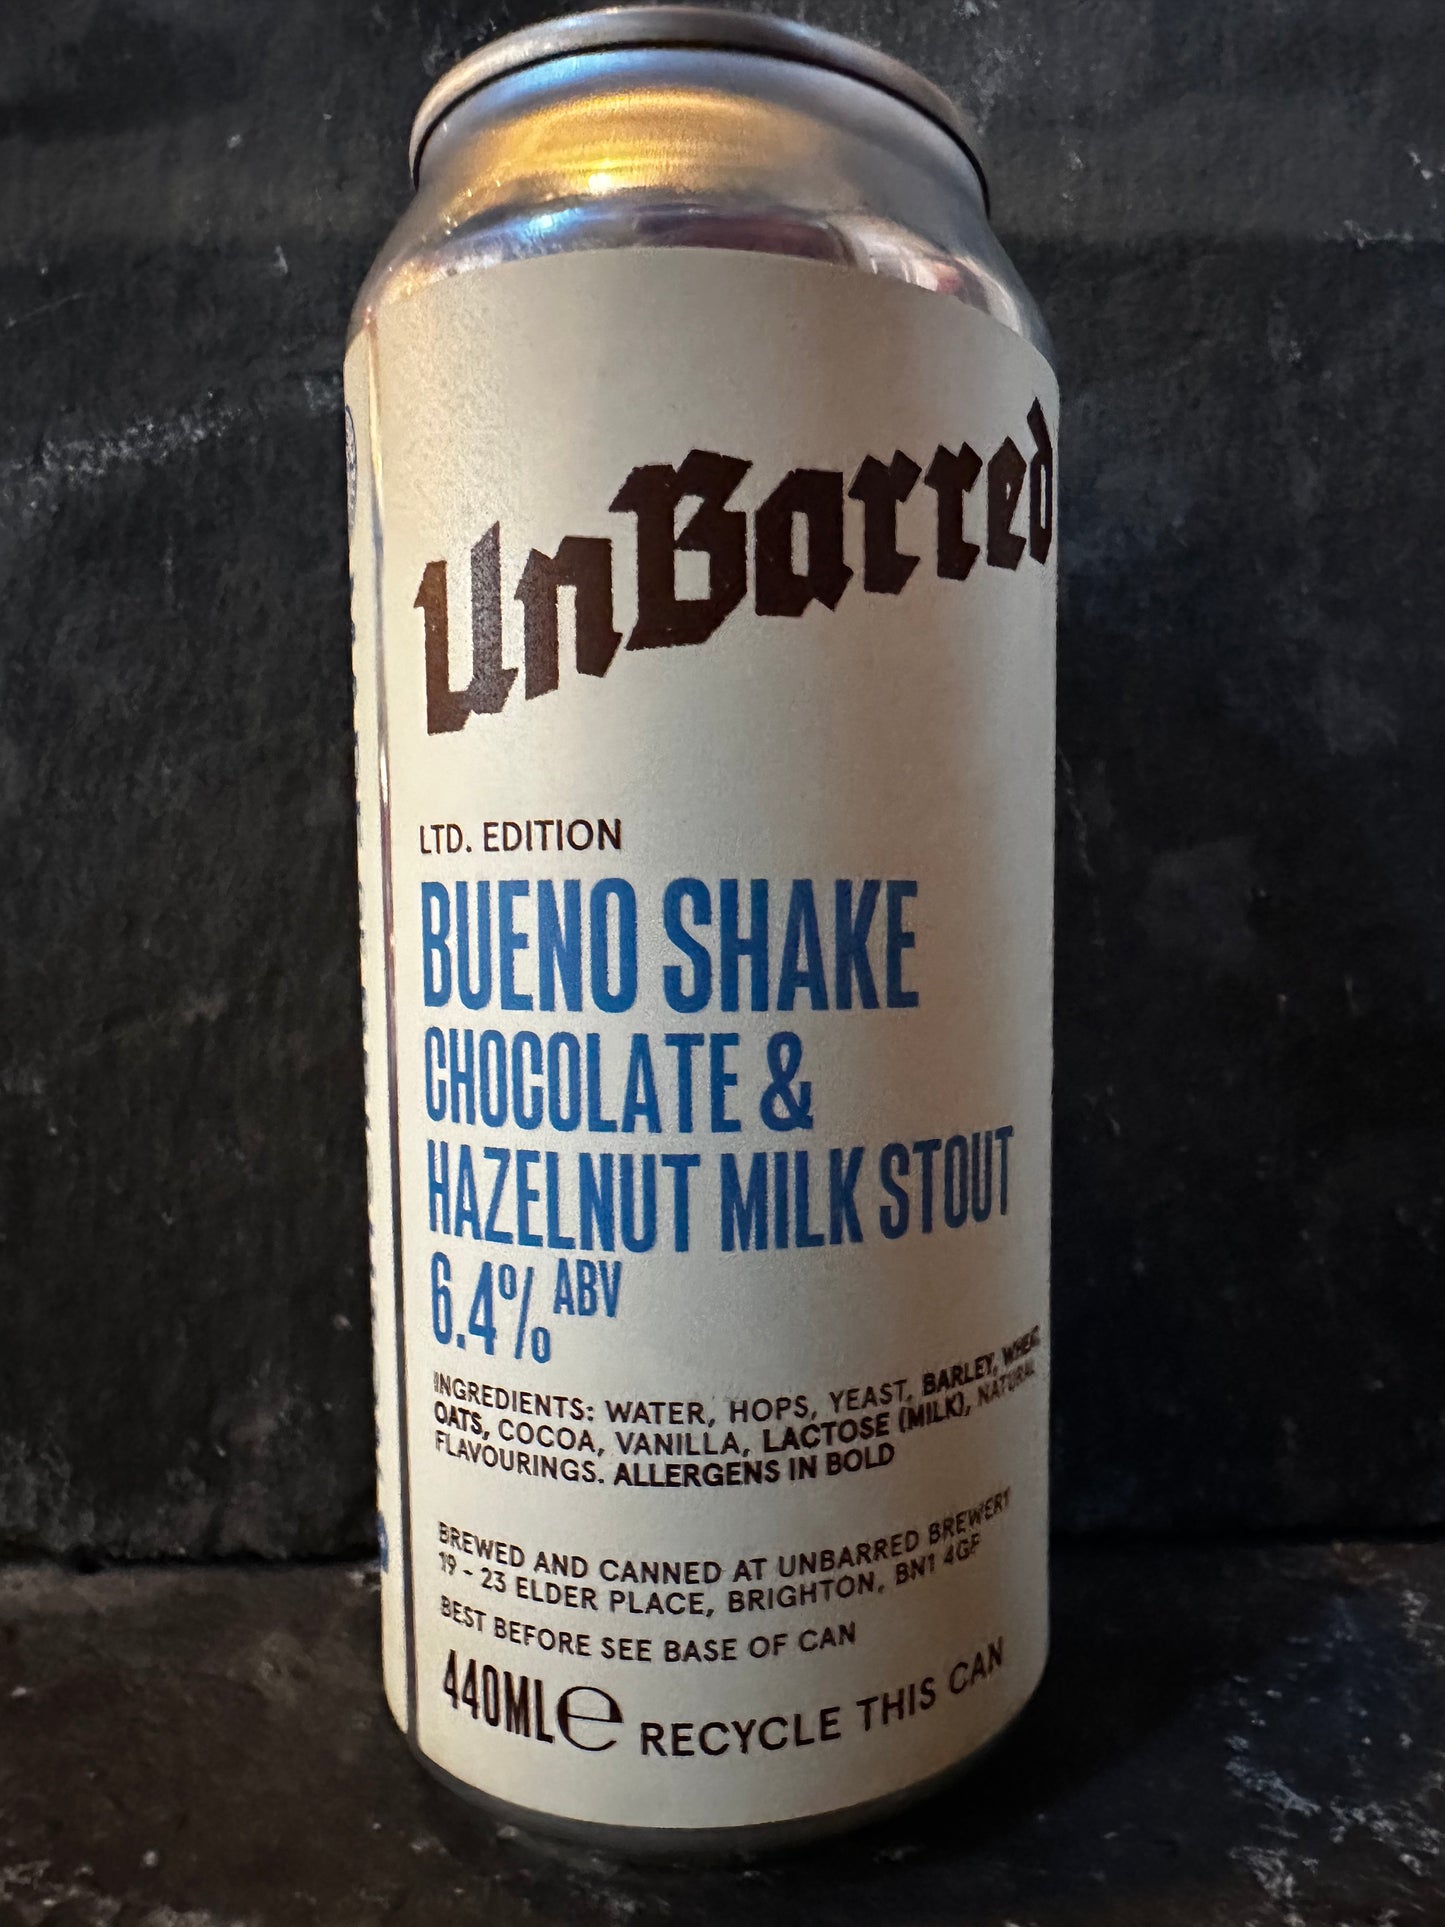 UnBarred
LTD. EDITION
BUENO SHAKE
CHOCOLATE &
HAZELNUT MILK STOUT
6.4% ABV
INGREDIENTS: WATER, HOPS, YEAST, BARLEY, WHEAT,
OATS, COCOA, VANILLA, LACTOSE (MILK), NATURAL
FLAVOURINGS. ALLERGENS IN BOLD
BREWED AND CANNED AT UNBARRED BREWERY
19 - 23 ELDER PLACE, BRIGHTON, BN1 4GF
BEST BEFORE SEE BASE OF CAN
440ML e RECYCLE THIS CAN